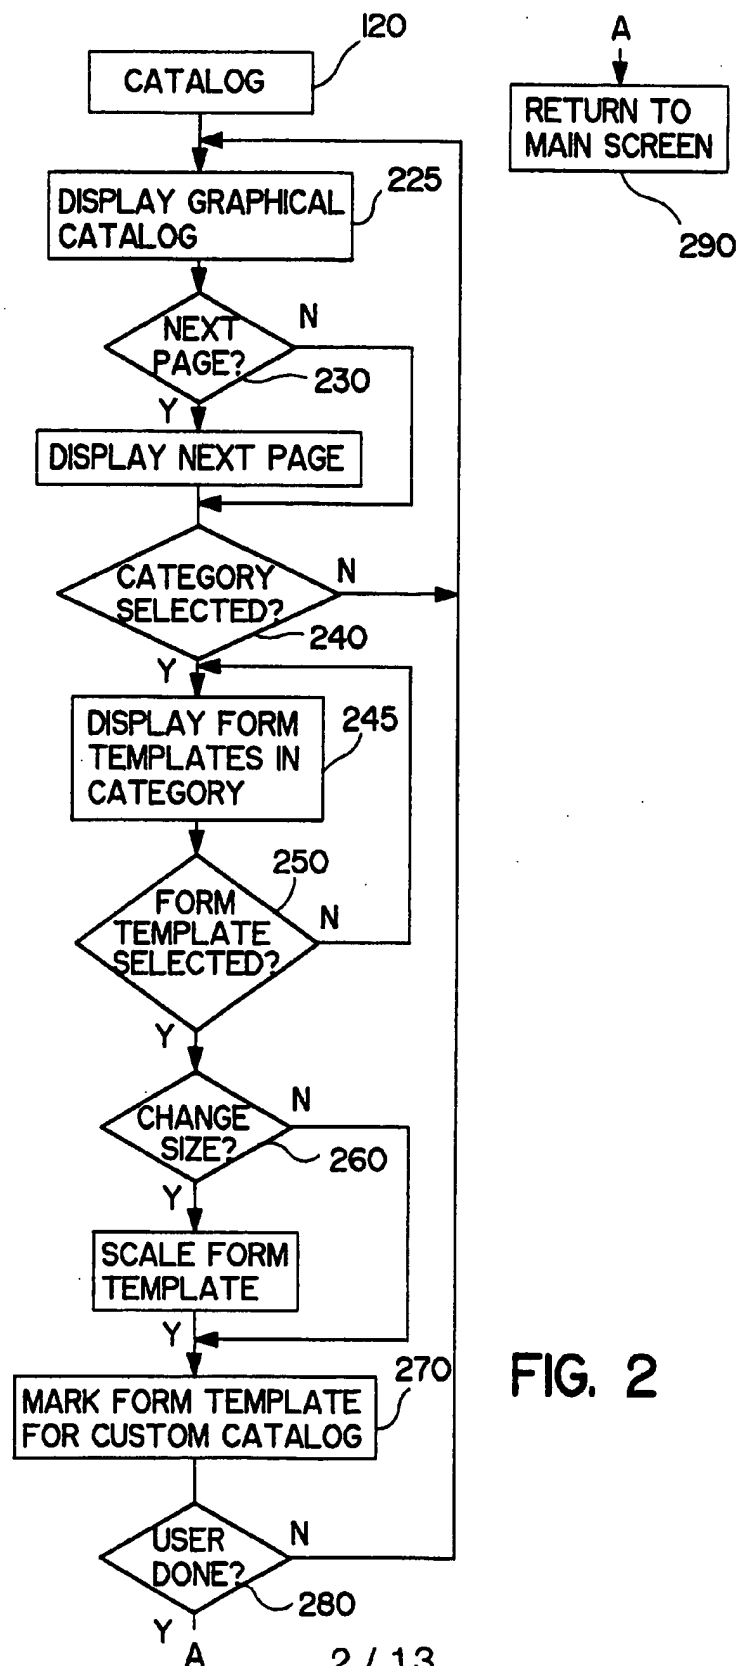 120
CATALOG
A
RETURN TO
MAIN SCREEN
290
225
DISPLAY GRAPHICAL
CATALOG
N
NEXT
PAGE?
230
Y
DISPLAY NEXT PAGE
N
CATEGORY
SELECTED?
240
Y
245
DISPLAY FORM
TEMPLATES IN
CATEGORY
250
FORM
TEMPLATE
SELECTED?
N
Y
N
CHANGE
SIZE?
260
Y
SCALE FORM
TEMPLATE
Y
FIG. 2
270
MARK FORM TEMPLATE
FOR CUSTOM CATALOG
N
USER
DONE?
280
Y
A
2/13